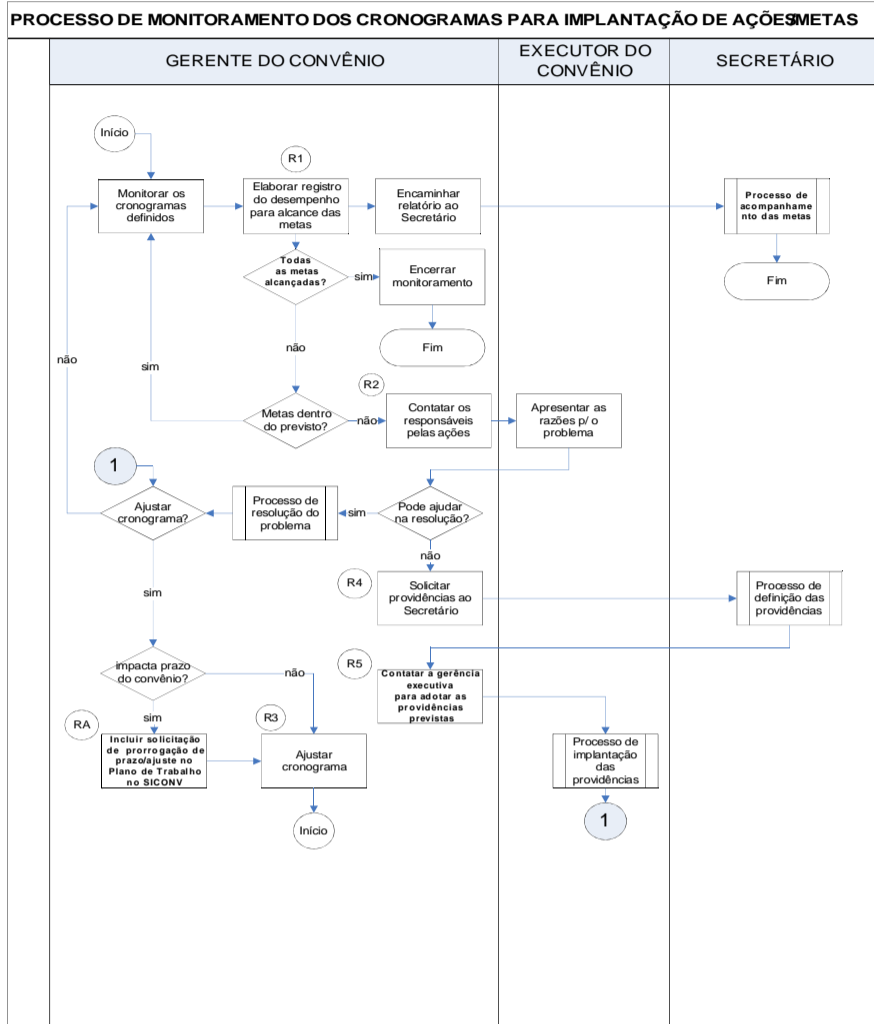 PROCESSO DE MONITORAMENTO DOS CRONOGRAMAS PARA IMPLANTAÇÃO DE AÇÕES/METAS
GERENTE DO CONVÊNIO
EXECUTOR DO
CONVÊNIO
SECRETÁRIO
Início
R1
Monitorar os
cronogramas
definidos
Elaborar registro
do desempenho
para alcance das
metas
Encaminhar
relatório ao
Secretário
Processo de
acompanhame
nto das metas
Todas
as metas
alcançadas?
sim
Encerrar
monitoramento
Fim
Fim
não
não
sim
R2
Metas dentro
do previsto?
não
Contatar os
responsáveis
pelas ações
Apresentar as
razões p/ o
problema
1
Ajustar
cronograma?
Processo de
resolução do
problema
sim
Pode ajudar
na resolução?
não
sim
R4
Solicitar
providências ao
Secretário
Processo de
definição das
providências
impacta prazo
do convênio?
não
R5
Contatar a gerência
executiva
para adotar as
providências
previstas
sim
RA
R3
Incluir solicitação
de prorrogação de
prazo/ajuste no
Plano de Trabalho
no SICONV
Ajustar
cronograma
Processo de
implantação
das
providências
Início
1